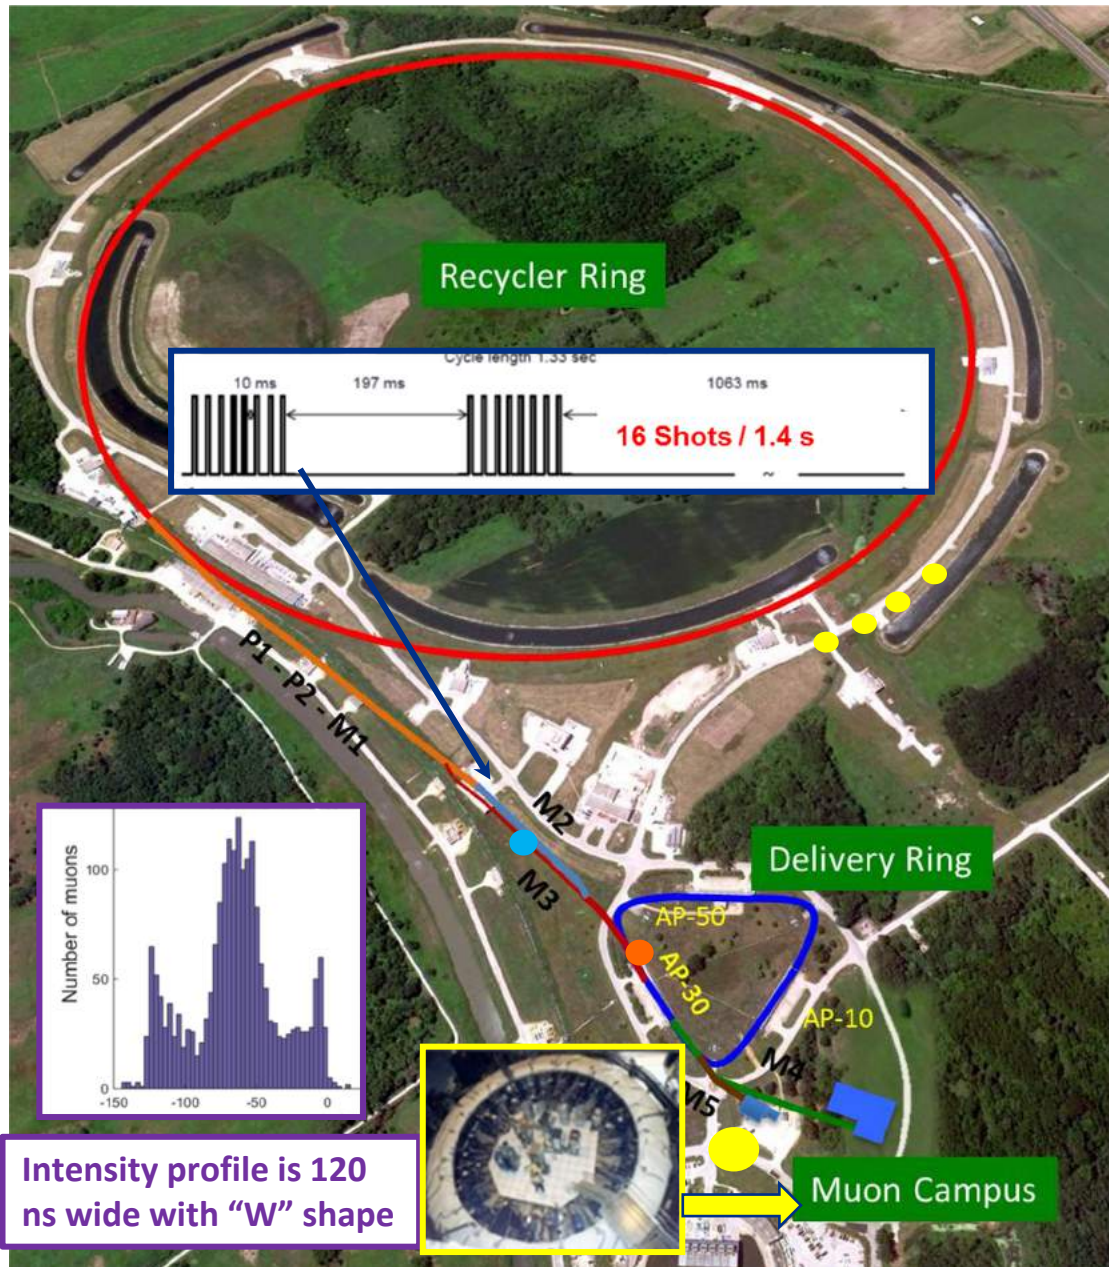 Recycler Ring
Cycle length 1.33 sec
10 ms
197 ms
1063 ms
16 Shots / 1.4 s
~
P1 - P2 - M1
M2
M3
Delivery Ring
AP-50
AP-30
AP-10
M4
M5
Muon Campus
Number of muons
100
50
0
-150
-100
-50
0
Intensity profile is 120
ns wide with “W” shape